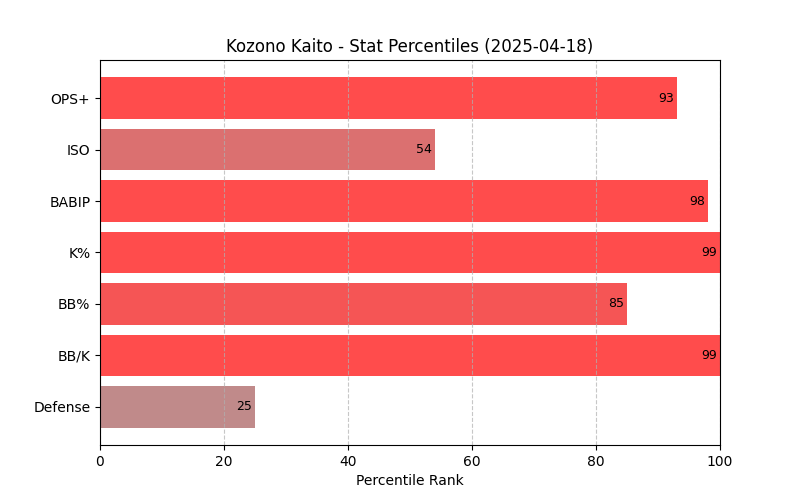 Kozono Kaito - Stat Percentiles (2025-04-18)
OPS+ 93
ISO 54
BABIP 98
K% 99
BB% 85
BB/K 99
Defense 25
0 20 40 60 80 100
Percentile Rank